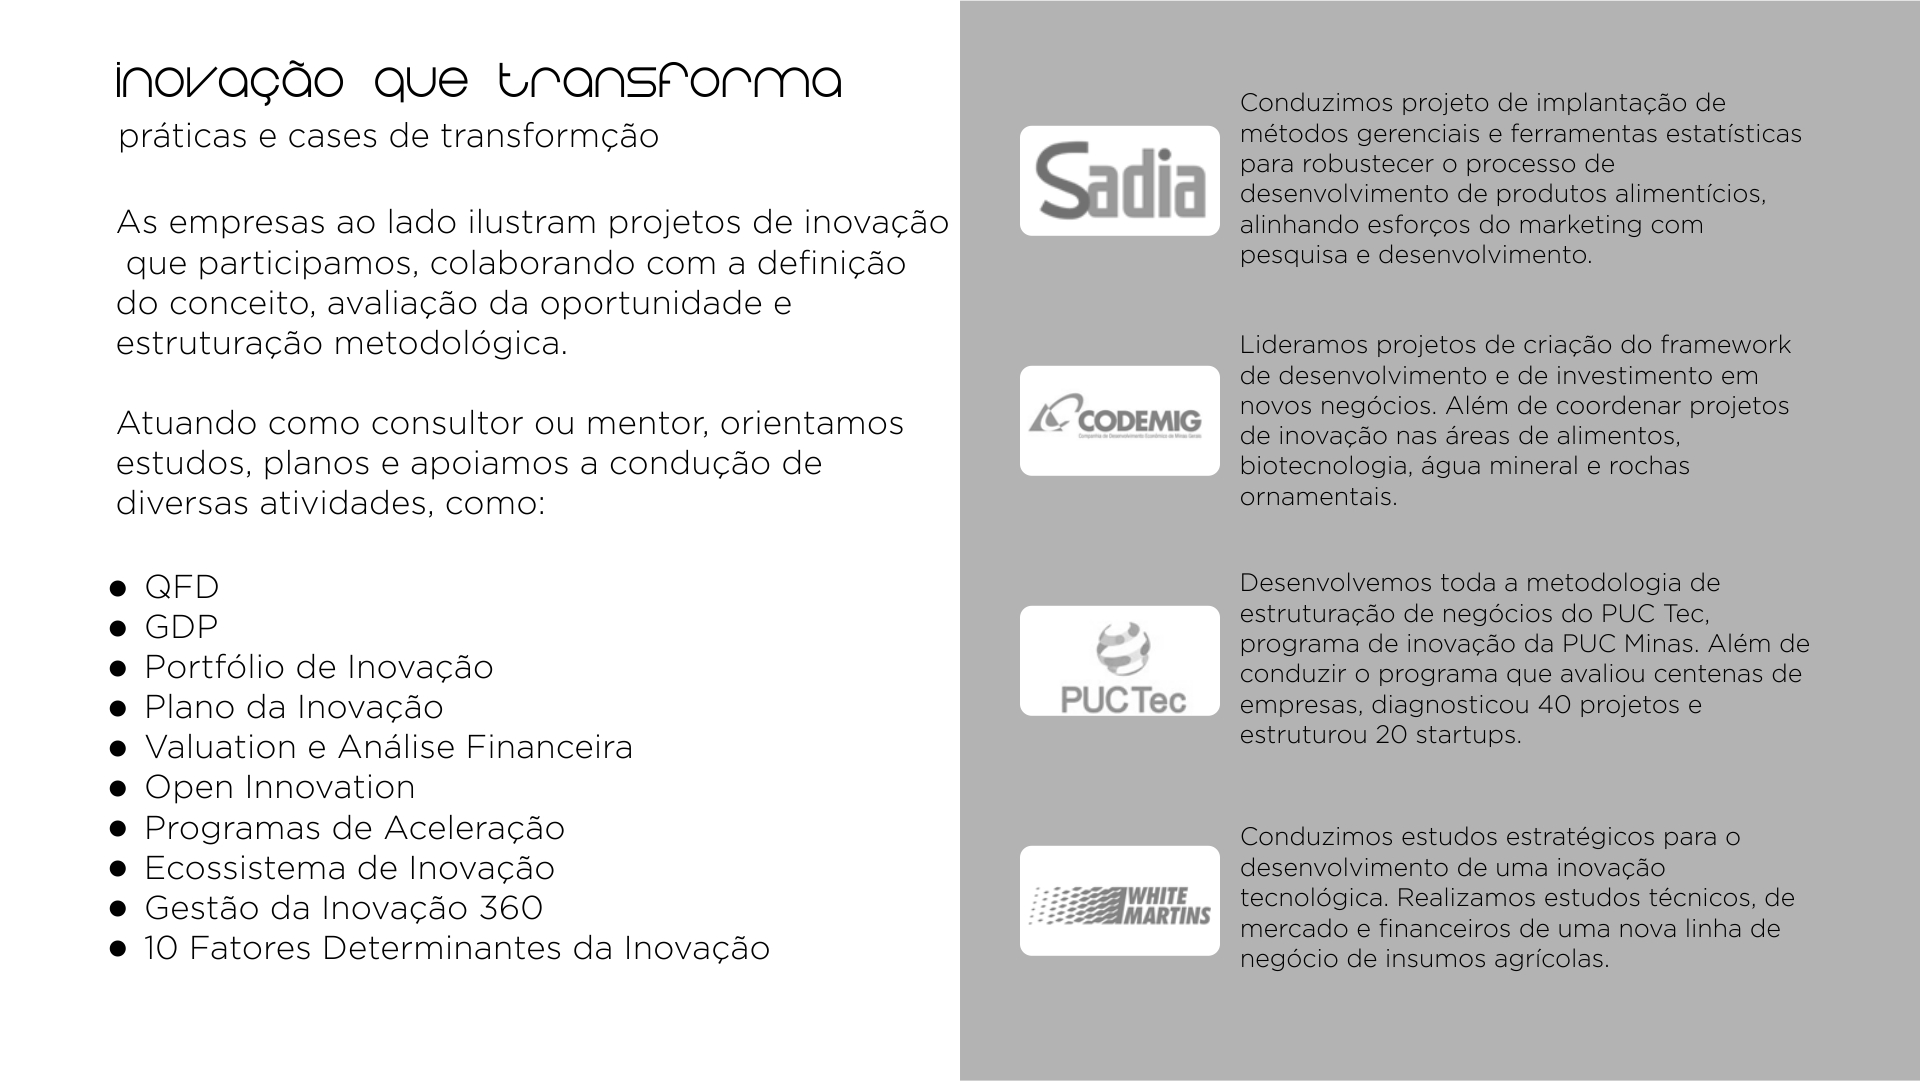 inovação que transforma
práticas e cases de transformção
As empresas ao lado ilustram projetos de inovação
que participamos, colaborando com a definição
do conceito, avaliação da oportunidade e
estruturação metodológica.
Atuando como consultor ou mentor, orientamos
estudos, planos e apoiamos a condução de
diversas atividades, como:
● QFD
● GDP
● Portfólio de Inovação
● Plano da Inovação
● Valuation e Análise Financeira
● Open Innovation
● Programas de Aceleração
● Ecossistema de Inovação
● Gestão da Inovação 360
● 10 Fatores Determinantes da Inovação
Sadia
Conduzimos projeto de implantação de
métodos gerenciais e ferramentas estatísticas
para robustecer o processo de
desenvolvimento de produtos alimentícios,
alinhando esforços do marketing com
pesquisa e desenvolvimento.
CODEMIG
Companhia de Desenvolvimento Econômico de Minas Gerais
Lideramos projetos de criação do framework
de desenvolvimento e de investimento em
novos negócios. Além de coordenar projetos
de inovação nas áreas de alimentos,
biotecnologia, água mineral e rochas
ornamentais.
PUC Tec
Desenvolvemos toda a metodologia de
estruturação de negócios do PUC Tec,
programa de inovação da PUC Minas. Além de
conduzir o programa que avaliou centenas de
empresas, diagnosticou 40 projetos e
estruturou 20 startups.
WHITE
MARTINS
Conduzimos estudos estratégicos para o
desenvolvimento de uma inovação
tecnológica. Realizamos estudos técnicos, de
mercado e financeiros de uma nova linha de
negócio de insumos agrícolas.